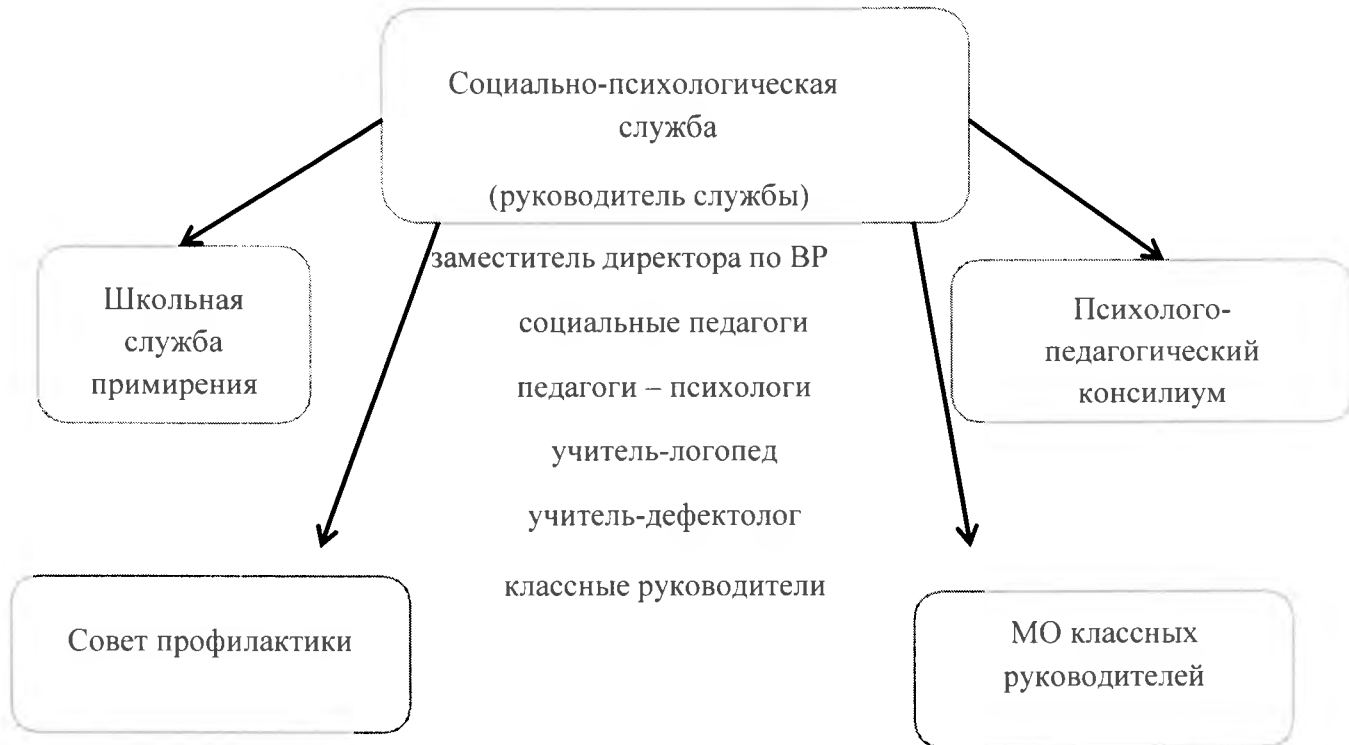 Социально-психологическая
служба
(руководитель службы)
заместитель директора по ВР
Школьная
служба
примирения
социальные педагоги
педагоги – психологи
учитель-логопед
учитель-дефектолог
классные руководители
Психолого-
педагогический
консилиум
Совет профилактики
МО классных
руководителей